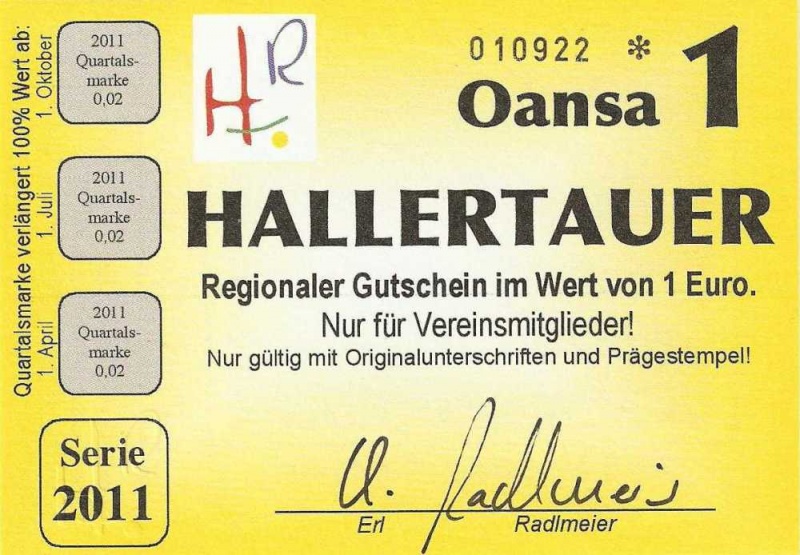 Quartalsmarke verlängert 100% Wert ab:
1. Oktober
1. Juli
1. April
2011
Quartals-
marke
0,02
2011
Quartals-
marke
0,02
2011
Quartals-
marke
0,02
Serie
2011
HR
010922 *
Oansa 1
HALLERTAUER
Regionaler Gutschein im Wert von 1 Euro.
Nur für Vereinsmitglieder!
Nur gültig mit Originalunterschriften und Prägestempel!
Radlmeier
Erl Radlmeier